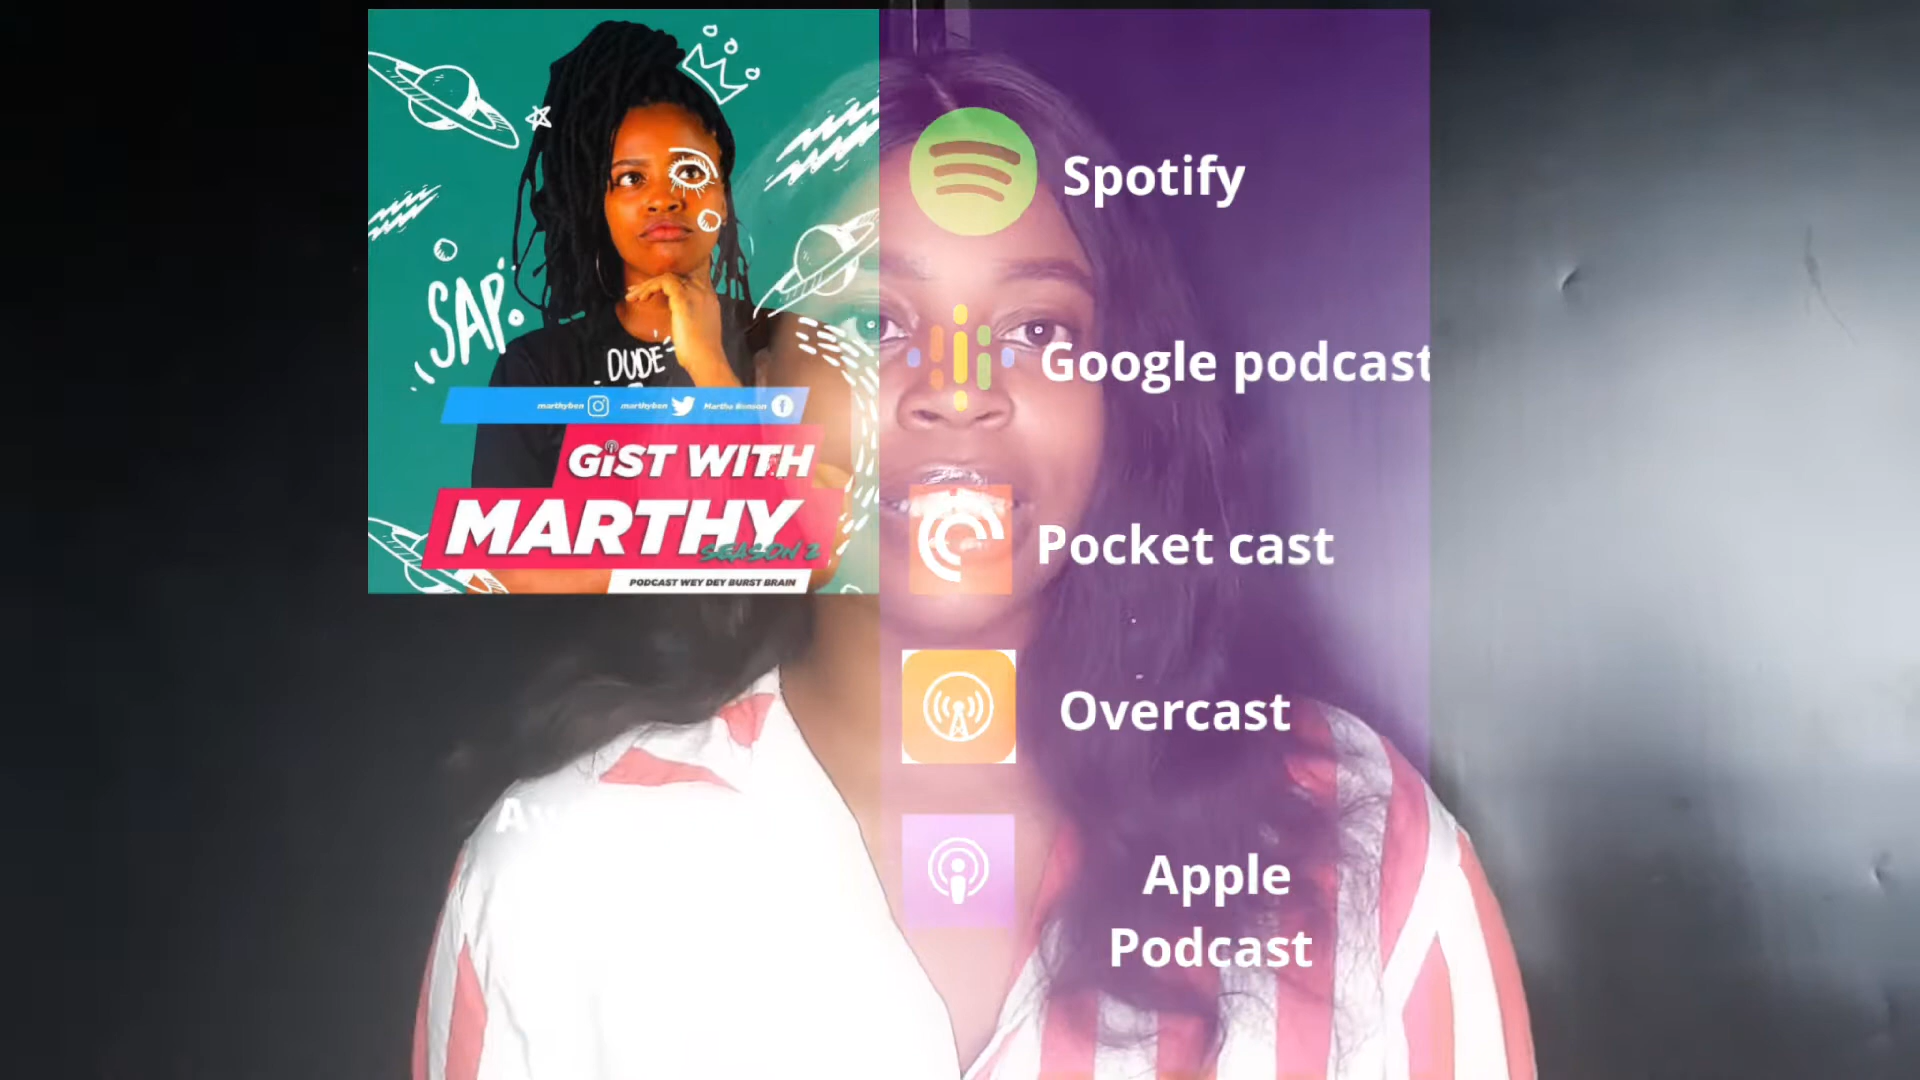 SAP.
DUDE
marthyben marthyben Martha Benson
GiST WITH
MARTHY
SEASON 2
PODCAST WEY DEY BURST BRAIN
Spotify
Google podcast
Pocket cast
Overcast
Apple
Podcast